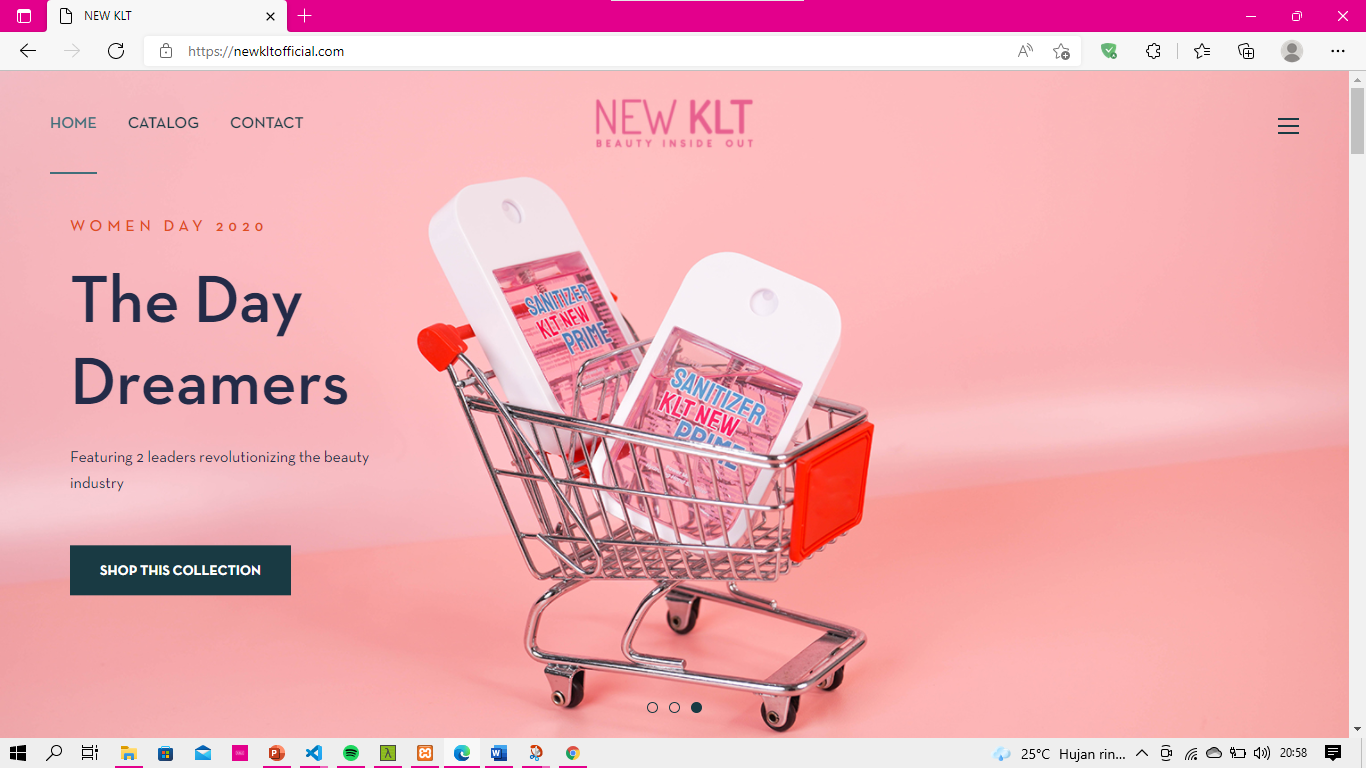 NEW KLT
https://newkltofficial.com
HOME CATALOG CONTACT
NEW KLT
BEAUTY INSIDE OUT
WOMEN DAY 2020
The Day
Dreamers
Featuring 2 leaders revolutionizing the beauty
industry
SHOP THIS COLLECTION
SANITIZER
KLT NEW
PRIME
SANITIZER
KLT NEW
PRIME
25°C Hujan rin... 20:58